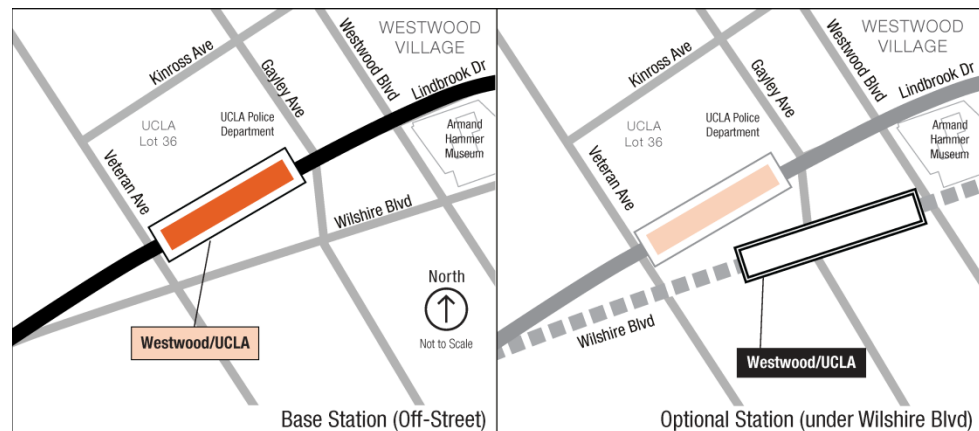 WESTWOOD
VILLAGE
Kinross Ave
Gayley Ave
Westwood Blvd
Lindbrook Dr
UCLA
Lot 36
UCLA Police
Department
Armand
Hammer
Museum
Veteran Ave
Wilshire Blvd
North
Not to Scale
Westwood/UCLA
Base Station (Off-Street)
WESTWOOD
VILLAGE
Kinross Ave
Gayley Ave
Westwood Blvd
Lindbrook Dr
UCLA
Lot 36
UCLA Police
Department
Armand
Hammer
Museum
Veteran Ave
Wilshire Blvd
Westwood/UCLA
Optional Station (under Wilshire Blvd)